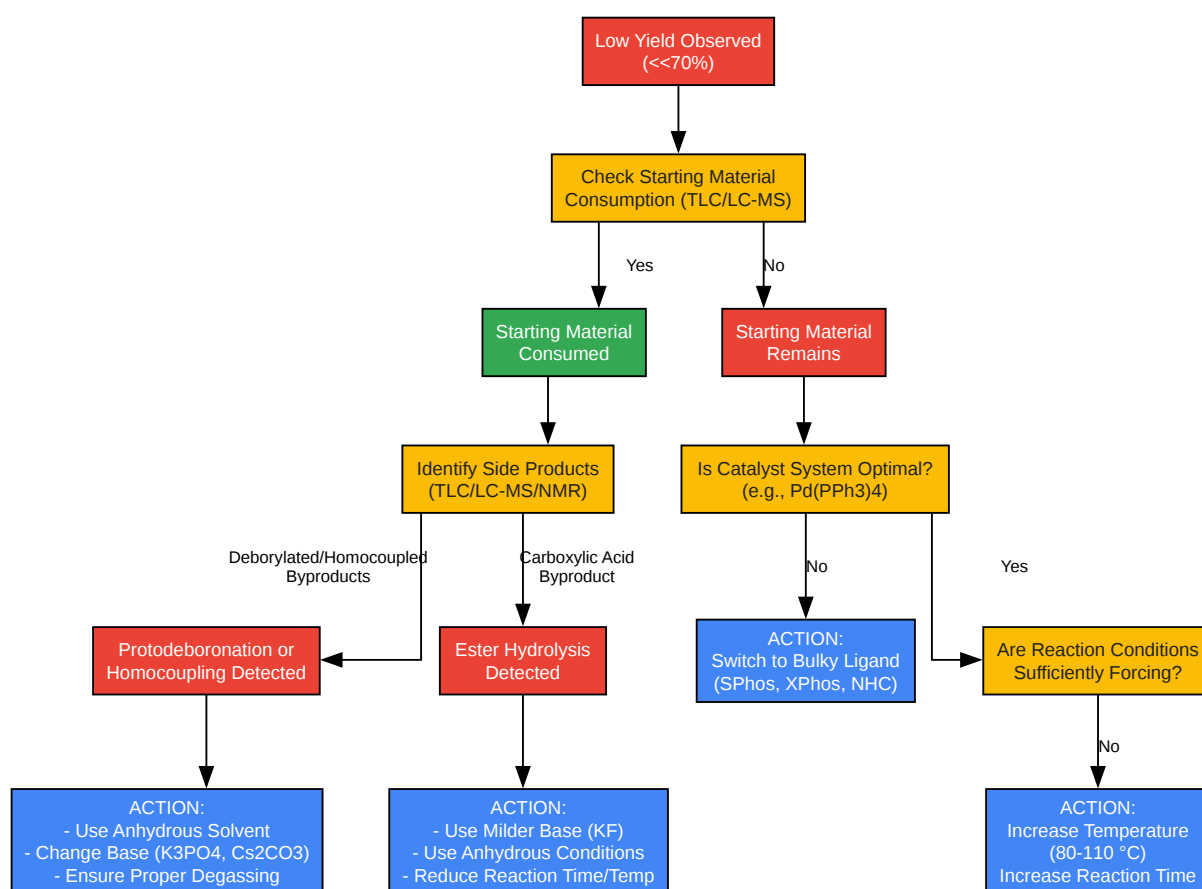 Low Yield Observed
(<<70%)
Check Starting Material
Consumption (TLC/LC-MS)
Yes
No
Starting Material
Consumed
Starting Material
Remains
Identify Side Products
(TLC/LC-MS/NMR)
Is Catalyst System Optimal?
(e.g., Pd(PPh3)4)
Deborylated/Homocoupled
Byproducts
Carboxylic Acid
Byproduct
No
Yes
Protodeboronation or
Homocoupling Detected
Ester Hydrolysis
Detected
ACTION:
Switch to Bulky Ligand
(SPhos, XPhos, NHC)
Are Reaction Conditions
Sufficiently Forcing?
No
ACTION:
- Use Anhydrous Solvent
- Change Base (K3PO4, Cs2CO3)
- Ensure Proper Degassing
ACTION:
- Use Milder Base (KF)
- Use Anhydrous Conditions
- Reduce Reaction Time/Temp
ACTION:
Increase Temperature
(80-110 °C)
Increase Reaction Time